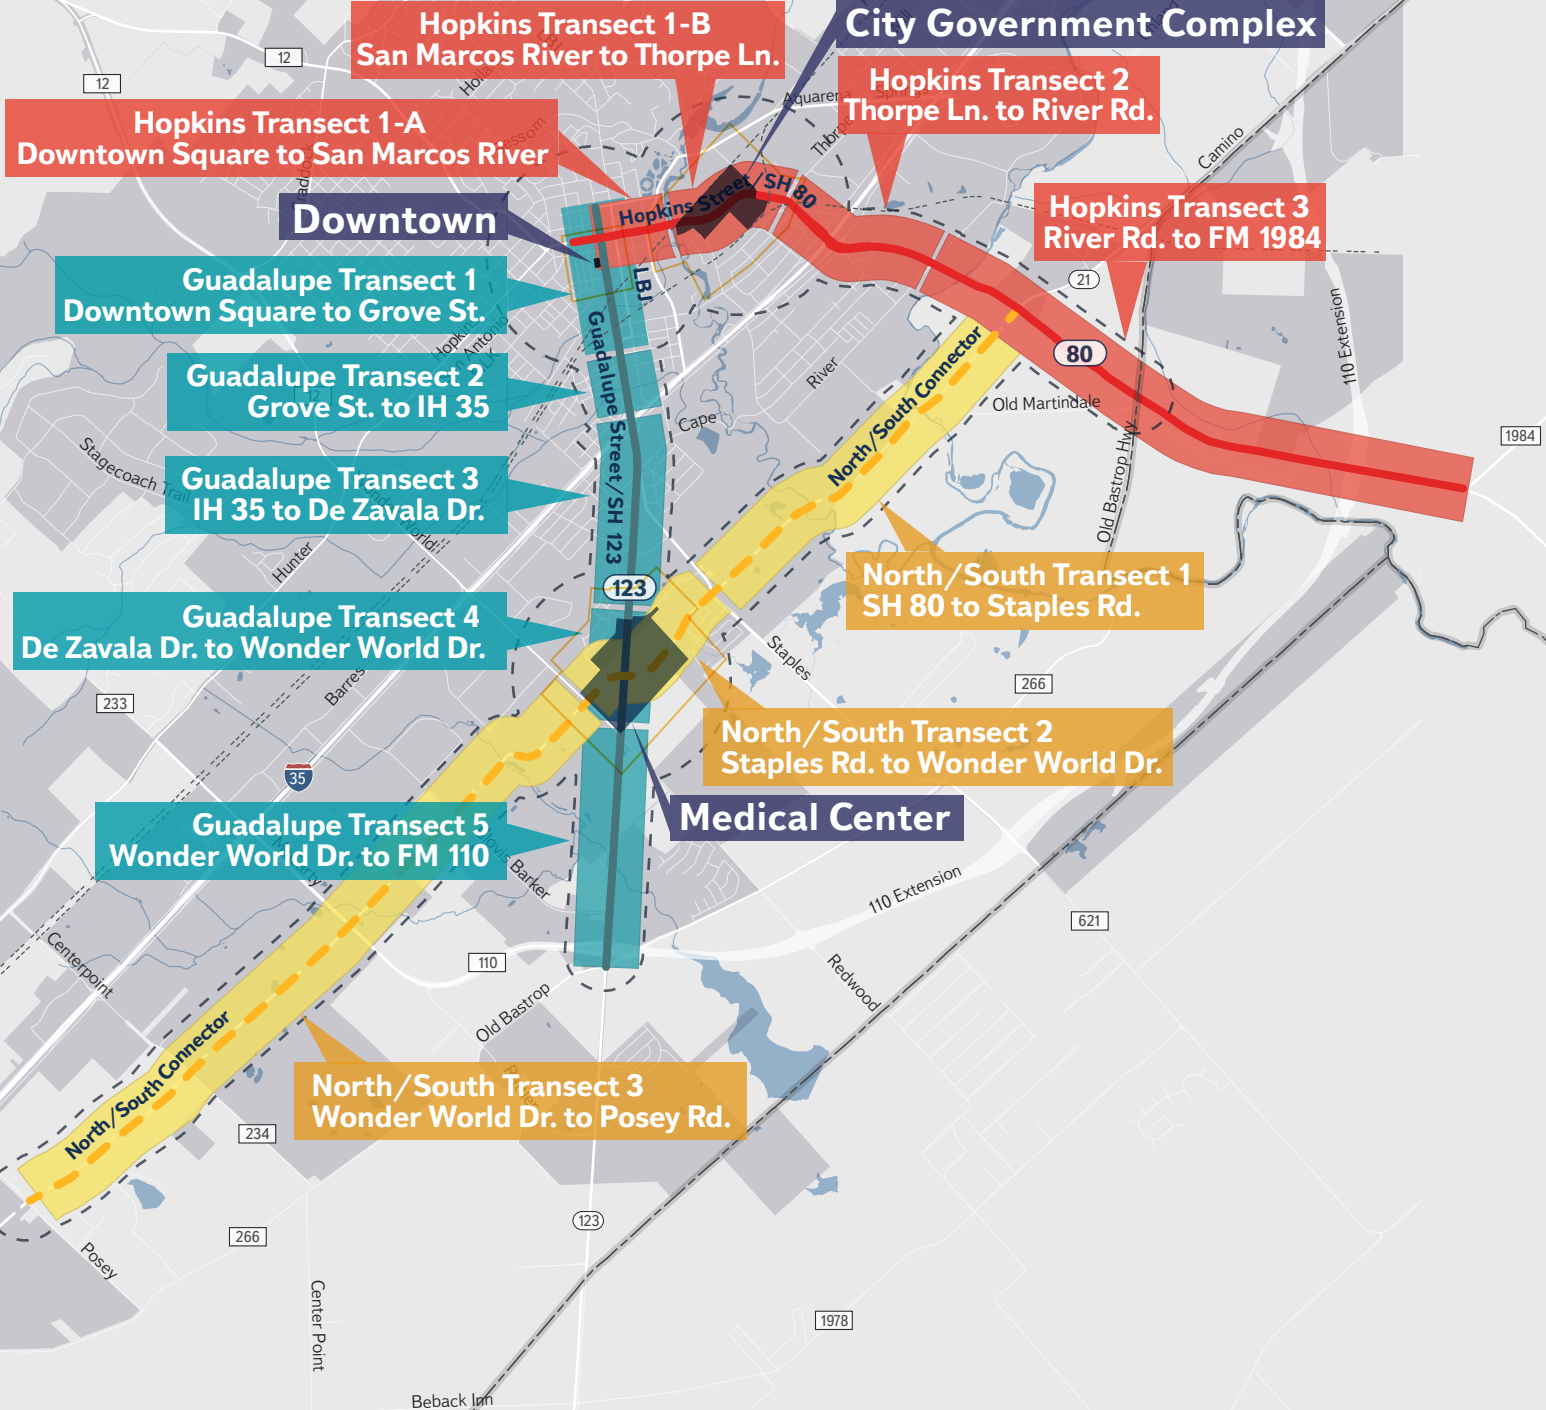 Hopkins Transect 1-B
San Marcos River to Thorpe Ln.
City Government Complex
Hopkins Transect 2
Thorpe Ln. to River Rd.
Hopkins Transect 1-A
Downtown Square to San Marcos River
12
12
LBJ
Aquarena Springs
Thorpe
Camino
Downtown
Hopkins Street/SH 80
Hopkins Transect 3
River Rd. to FM 1984
Guadalupe Transect 1
Downtown Square to Grove St.
LBJ
21
110 Extension
Guadalupe Street/SH 123
Hopkins
Guadalupe Transect 2
Grove St. to IH 35
12
River
North/South Connector
80
Old Martindale
Cape
1984
Stagecoach Trail
Guadalupe Transect 3
IH 35 to De Zavala Dr.
Old Bastrop Hwy
Hunter
123
North/South Transect 1
SH 80 to Staples Rd.
Guadalupe Transect 4
De Zavala Dr. to Wonder World Dr.
Staples
Barnes
233
266
North/South Transect 2
Staples Rd. to Wonder World Dr.
35
Medical Center
Guadalupe Transect 5
Wonder World Dr. to FM 110
Clovis Barker
110 Extension
621
Centerpoint
110
Redwood
Old Bastrop
North/South Connector
North/South Transect 3
Wonder World Dr. to Posey Rd.
234
123
266
Posey
Center Point
1978
Beback Inn